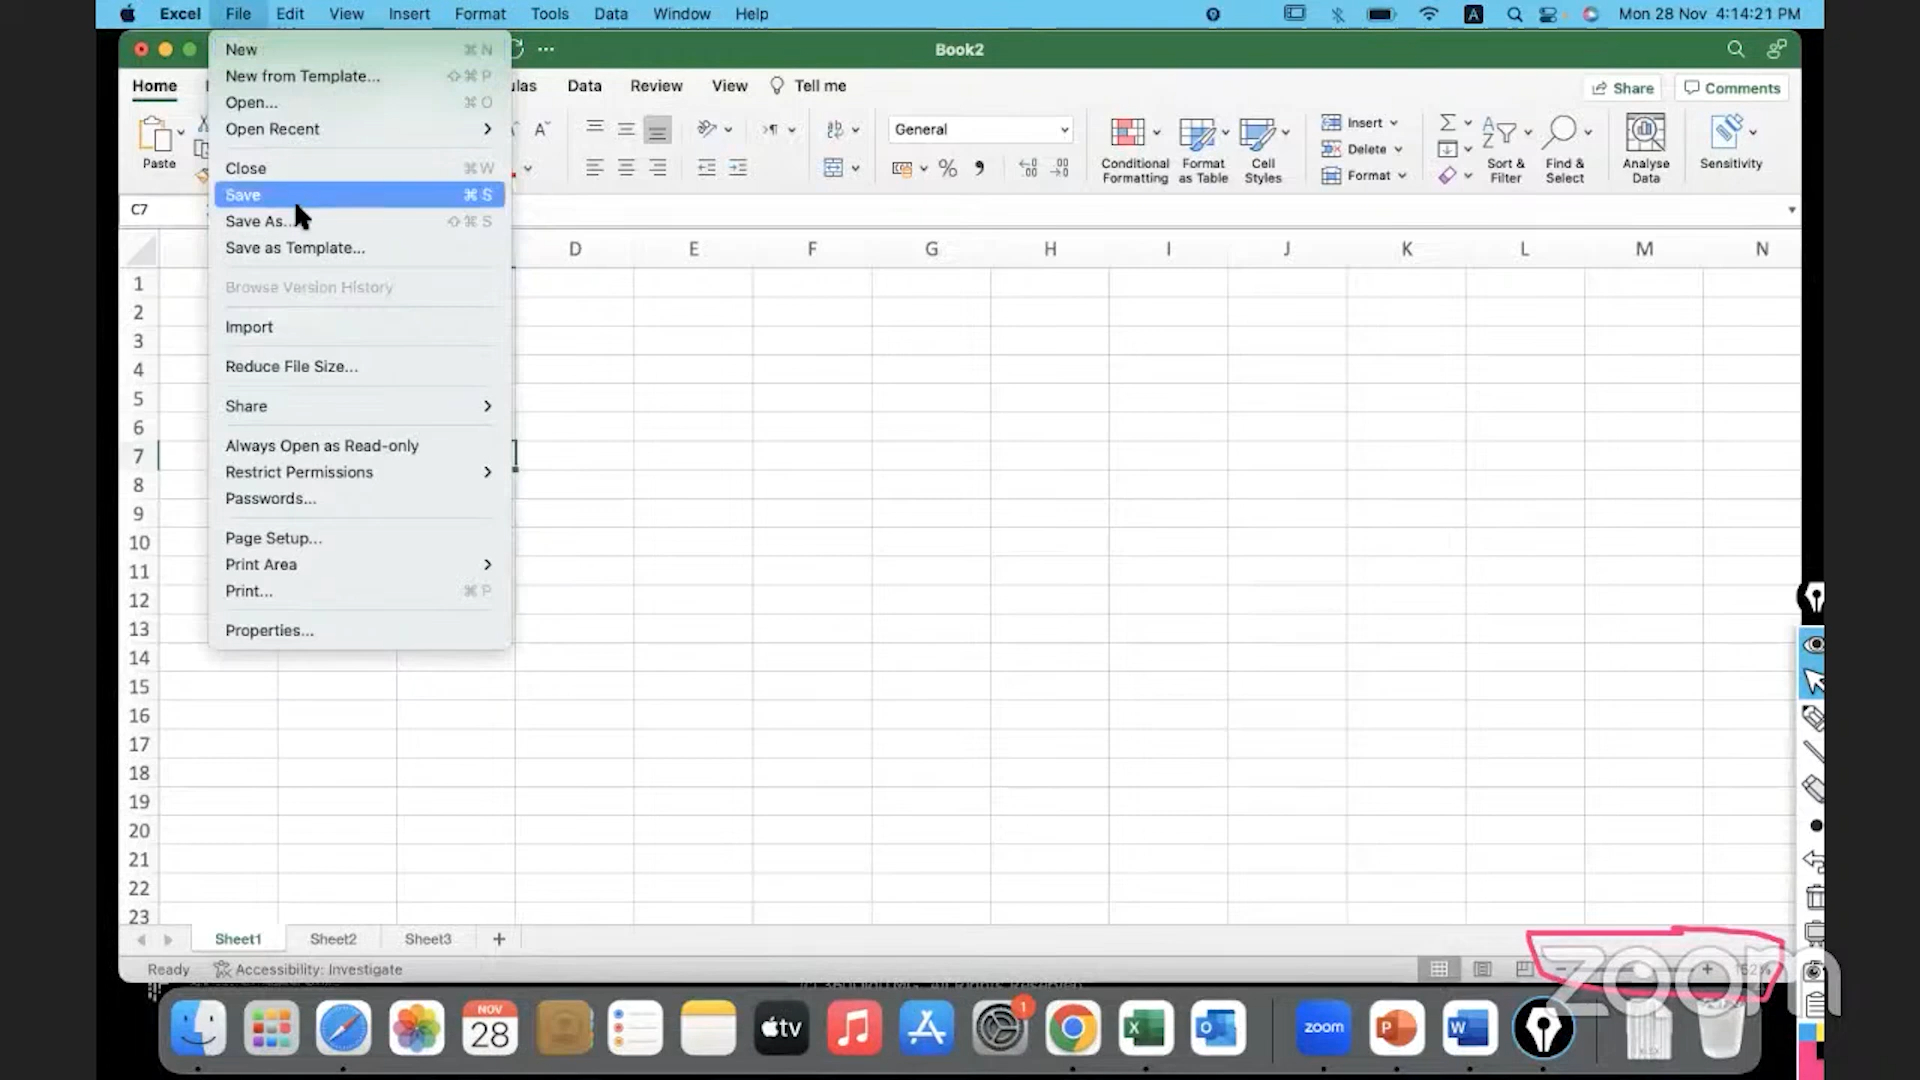 Excel File Edit View Insert Format Tools Data Window Help A Mon 28 Nov 4:14:21 PM
Book2
Home Data Review View Tell me Share Comments
Paste
General
Conditional Formatting
Format as Table
Cell Styles
Insert
Delete
Format
Sort & Filter
Find & Select
Analyse Data
Sensitivity
New ⌘ N
New from Template... ⇧ ⌘ P
Open... ⌘ O
Open Recent
Close ⌘ W
Save ⌘ S
Save As... ⇧ ⌘ S
Save as Template...
Browse Version History
Import
Reduce File Size...
Share
Always Open as Read-only
Restrict Permissions
Passwords...
Page Setup...
Print Area
Print... ⌘ P
Properties...
C7
D E F G H I J K L M N
1
2
3
4
5
6
7
8
9
10
11
12
13
14
15
16
17
18
19
20
21
22
23
Sheet1 Sheet2 Sheet3 +
Ready Accessibility: Investigate
152%
zoom
NOV
28
tv
1
X
O
zoom
P
W